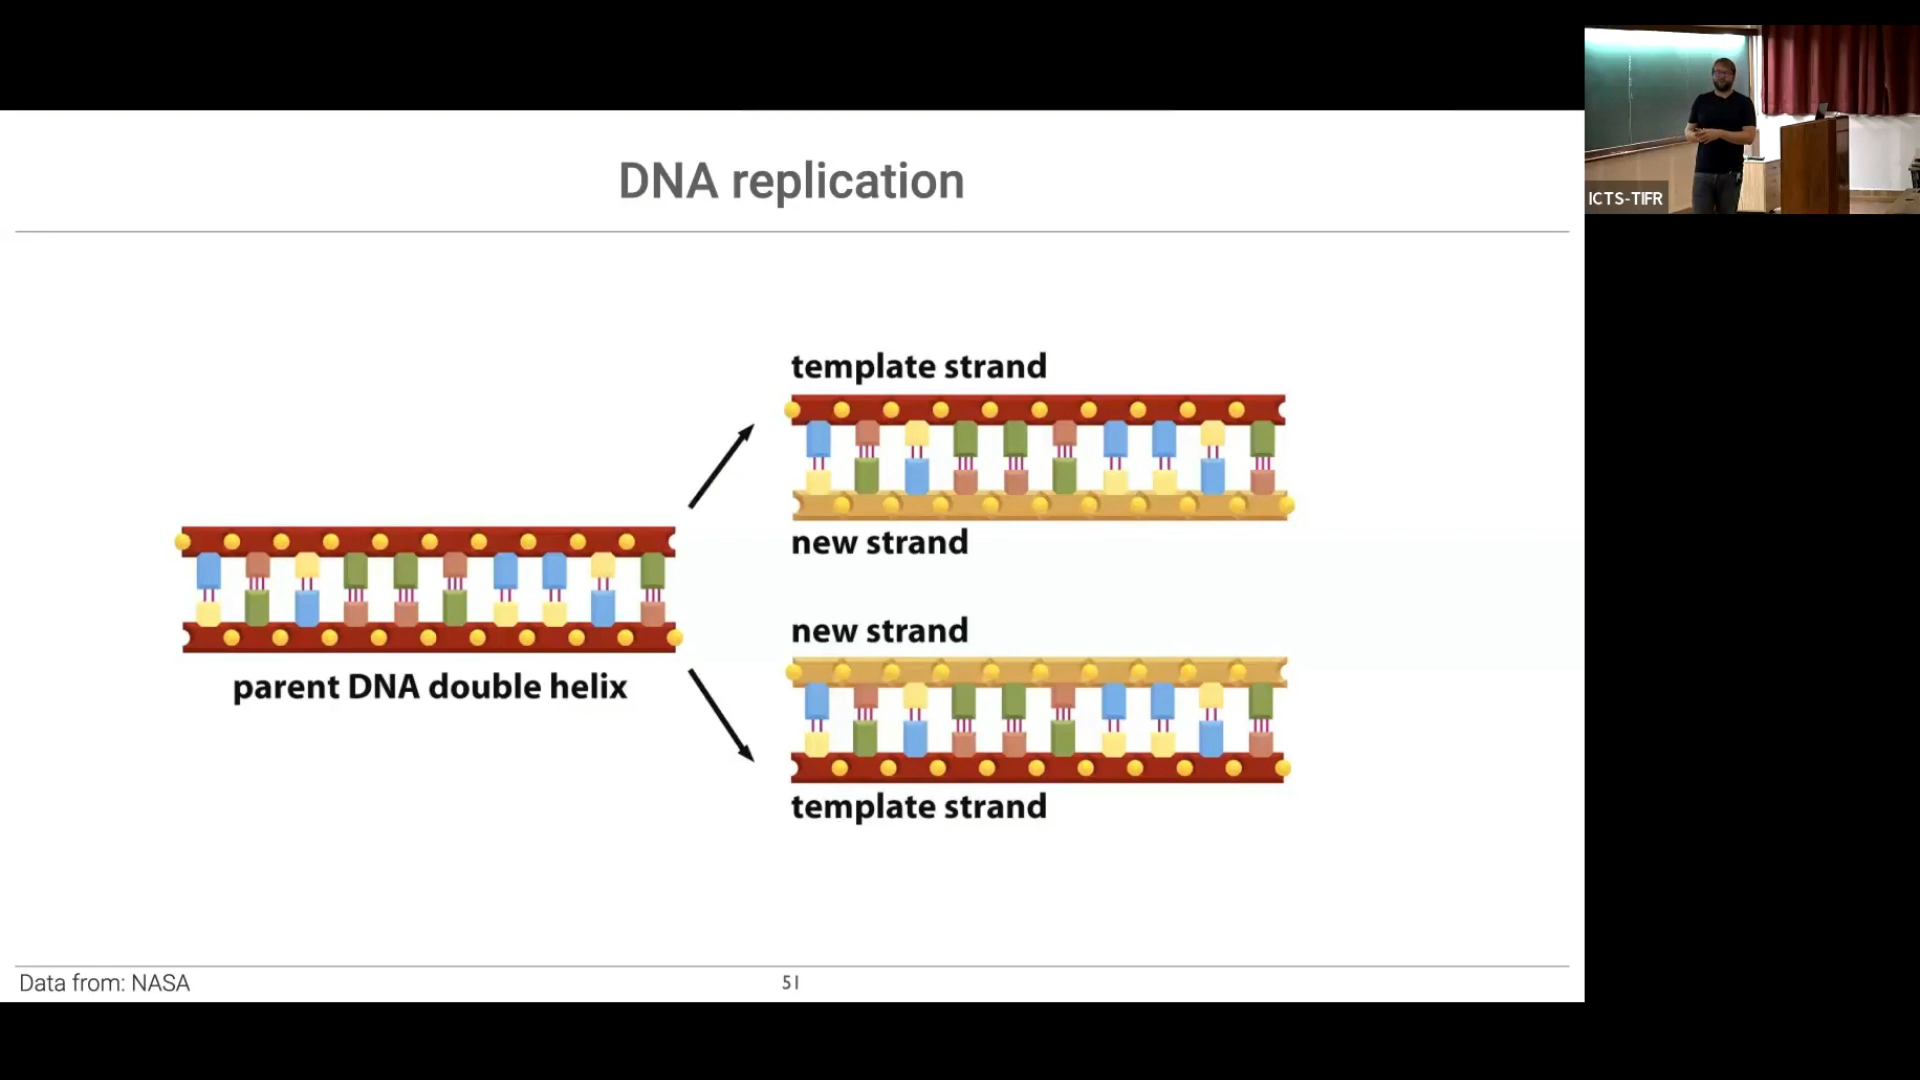 DNA replication
ICTS-TIFR
template strand
new strand
new strand
parent DNA double helix
template strand
Data from: NASA
51